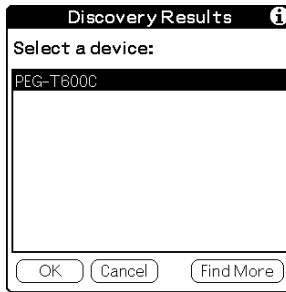 Discovery Results
Select a device:
PEG-T600C
OK Cancel Find More